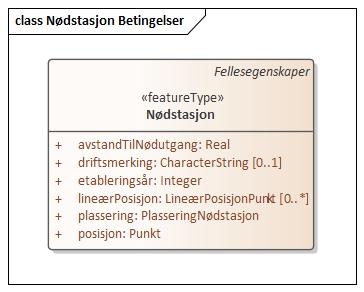 class Nødstasjon Betingelser
Fellesegenskaper
«featureType»
Nødstasjon
+ avstandTilNødutgang: Real
+ driftsmerking: CharacterString [0..1]
+ etableringsår: Integer
+ lineærPosisjon: LineærPosisjonPunkt [0..*]
+ plassering: PlasseringNødstasjon
+ posisjon: Punkt